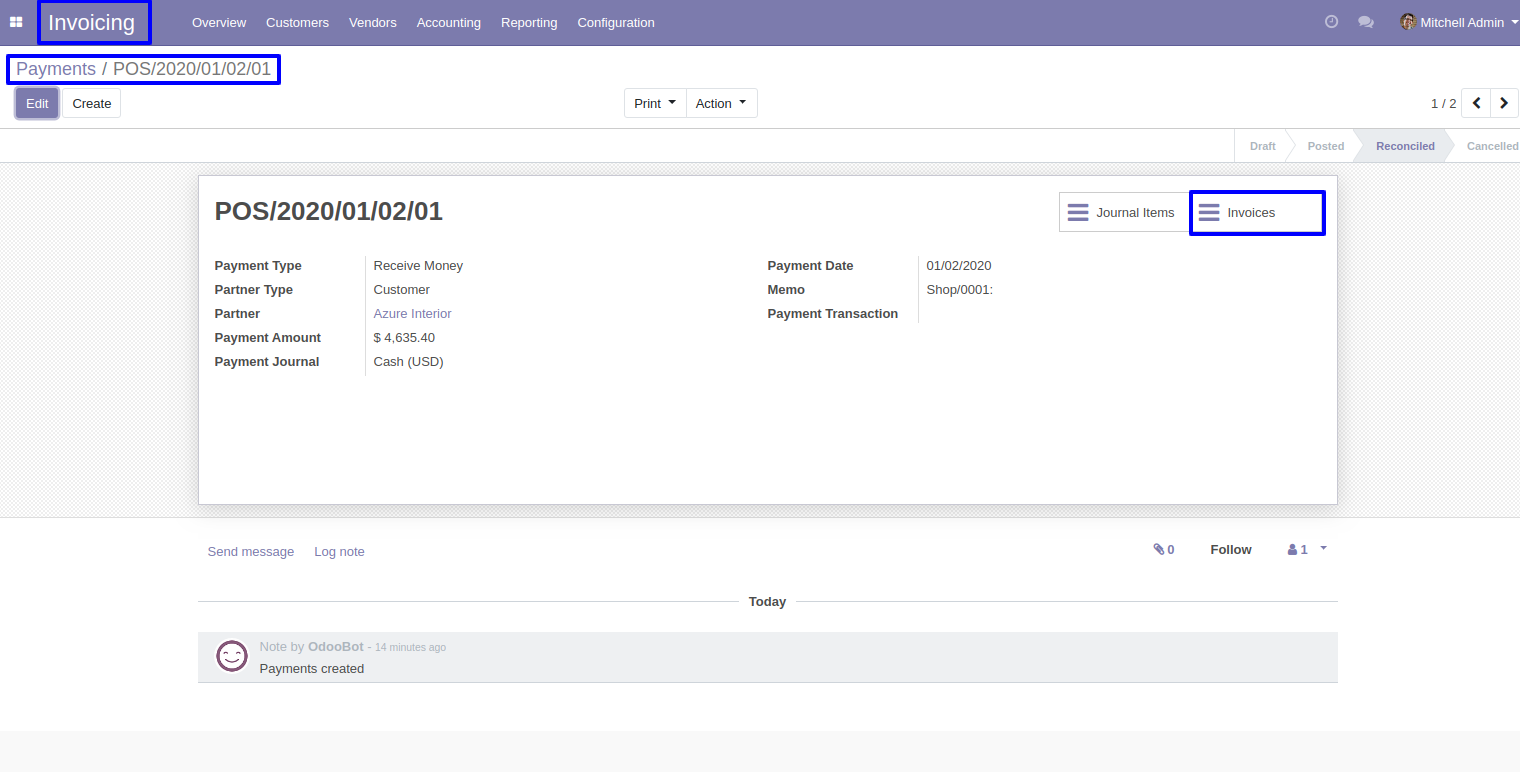 Invoicing Overview Customers Vendors Accounting Reporting Configuration Mitchell Admin
Payments / POS/2020/01/02/01
Edit Create Print Action 1 / 2
Draft Posted Reconciled Cancelled
POS/2020/01/02/01 Journal Items Invoices
Payment Type Receive Money Payment Date 01/02/2020
Partner Type Customer Memo Shop/0001:
Partner Azure Interior Payment Transaction
Payment Amount $ 4,635.40
Payment Journal Cash (USD)
Send message Log note 0 Follow 1
Today
Note by OdooBot - 14 minutes ago
Payments created